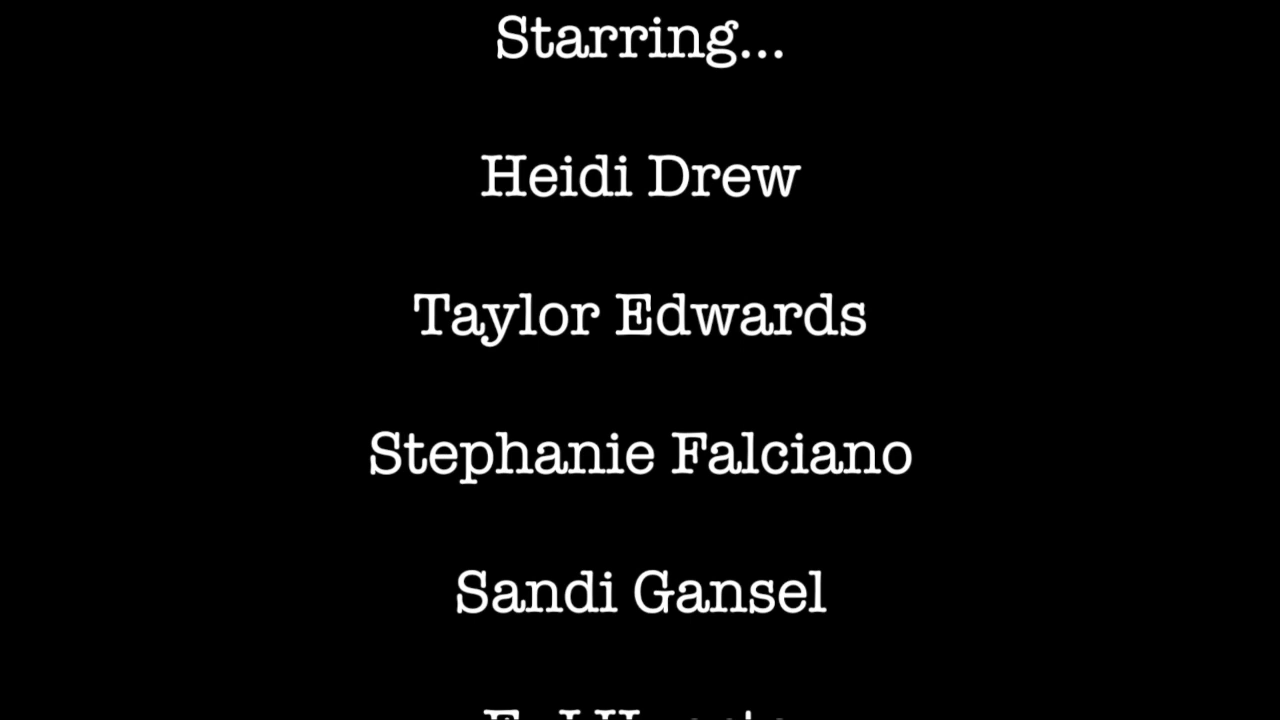 Starring...
Heidi Drew
Taylor Edwards
Stephanie Falciano
Sandi Gansel